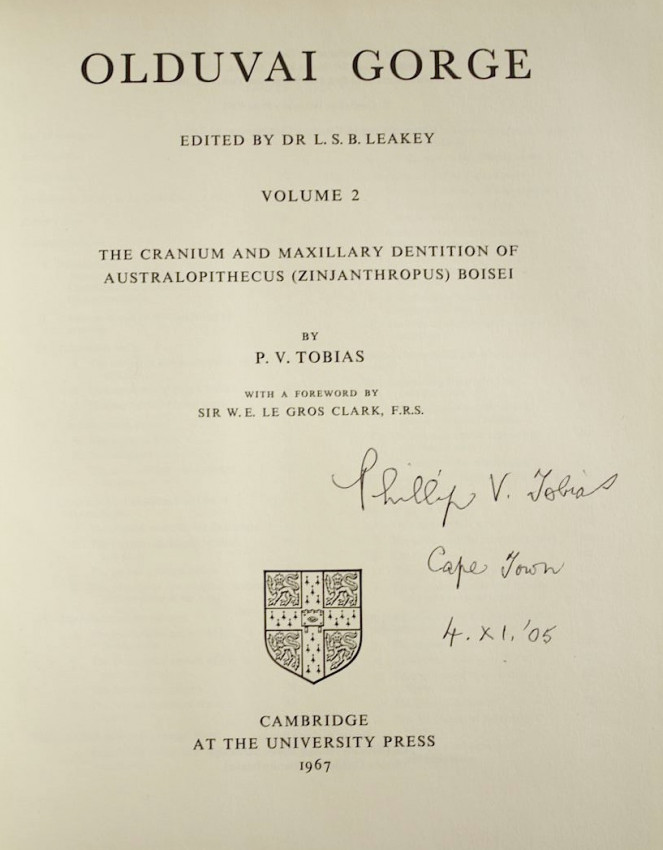 OLDUVAI GORGE
EDITED BY DR L. S. B. LEAKEY
VOLUME 2
THE CRANIUM AND MAXILLARY DENTITION OF
AUSTRALOPITHECUS (ZINJANTHROPUS) BOISEI
BY
P. V. TOBIAS
WITH A FOREWORD BY
SIR W. E. LE GROS CLARK, F.R.S.
Phillip V. Tobias
Cape Town
4. XI. '05
CAMBRIDGE
AT THE UNIVERSITY PRESS
1967